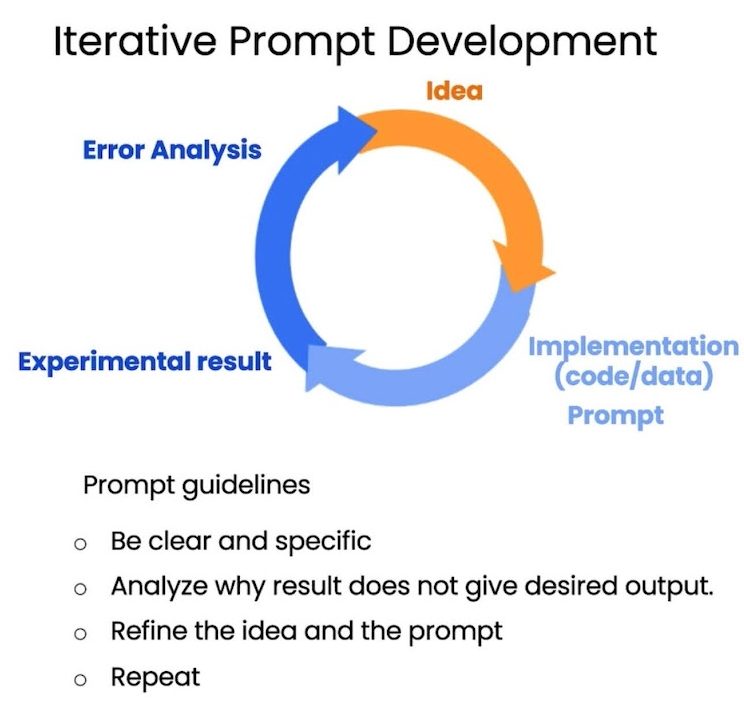 Iterative Prompt Development
Idea
Error Analysis
Experimental result
Implementation
(code/data)
Prompt
Prompt guidelines
Be clear and specific
Analyze why result does not give desired output.
Refine the idea and the prompt
Repeat